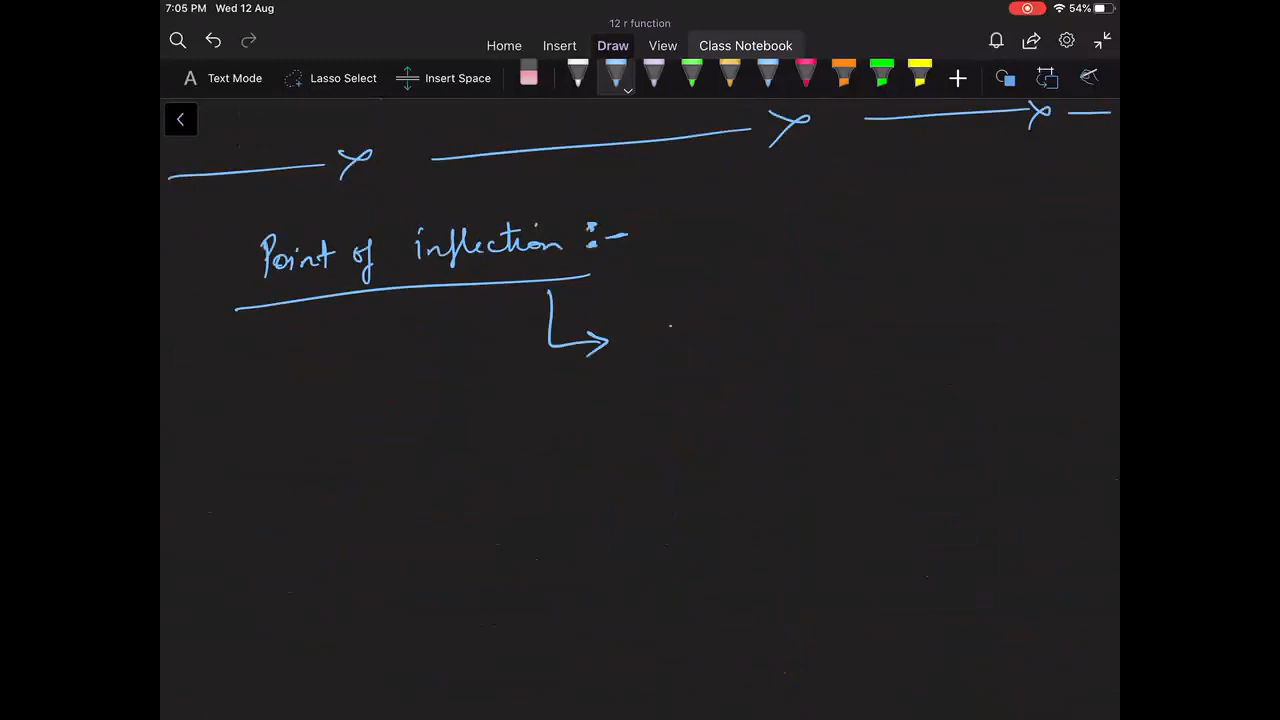 7:05 PM Wed 12 Aug 54%
12 r function
Home Insert Draw View Class Notebook
A Text Mode Lasso Select Insert Space
Point of inflection :-